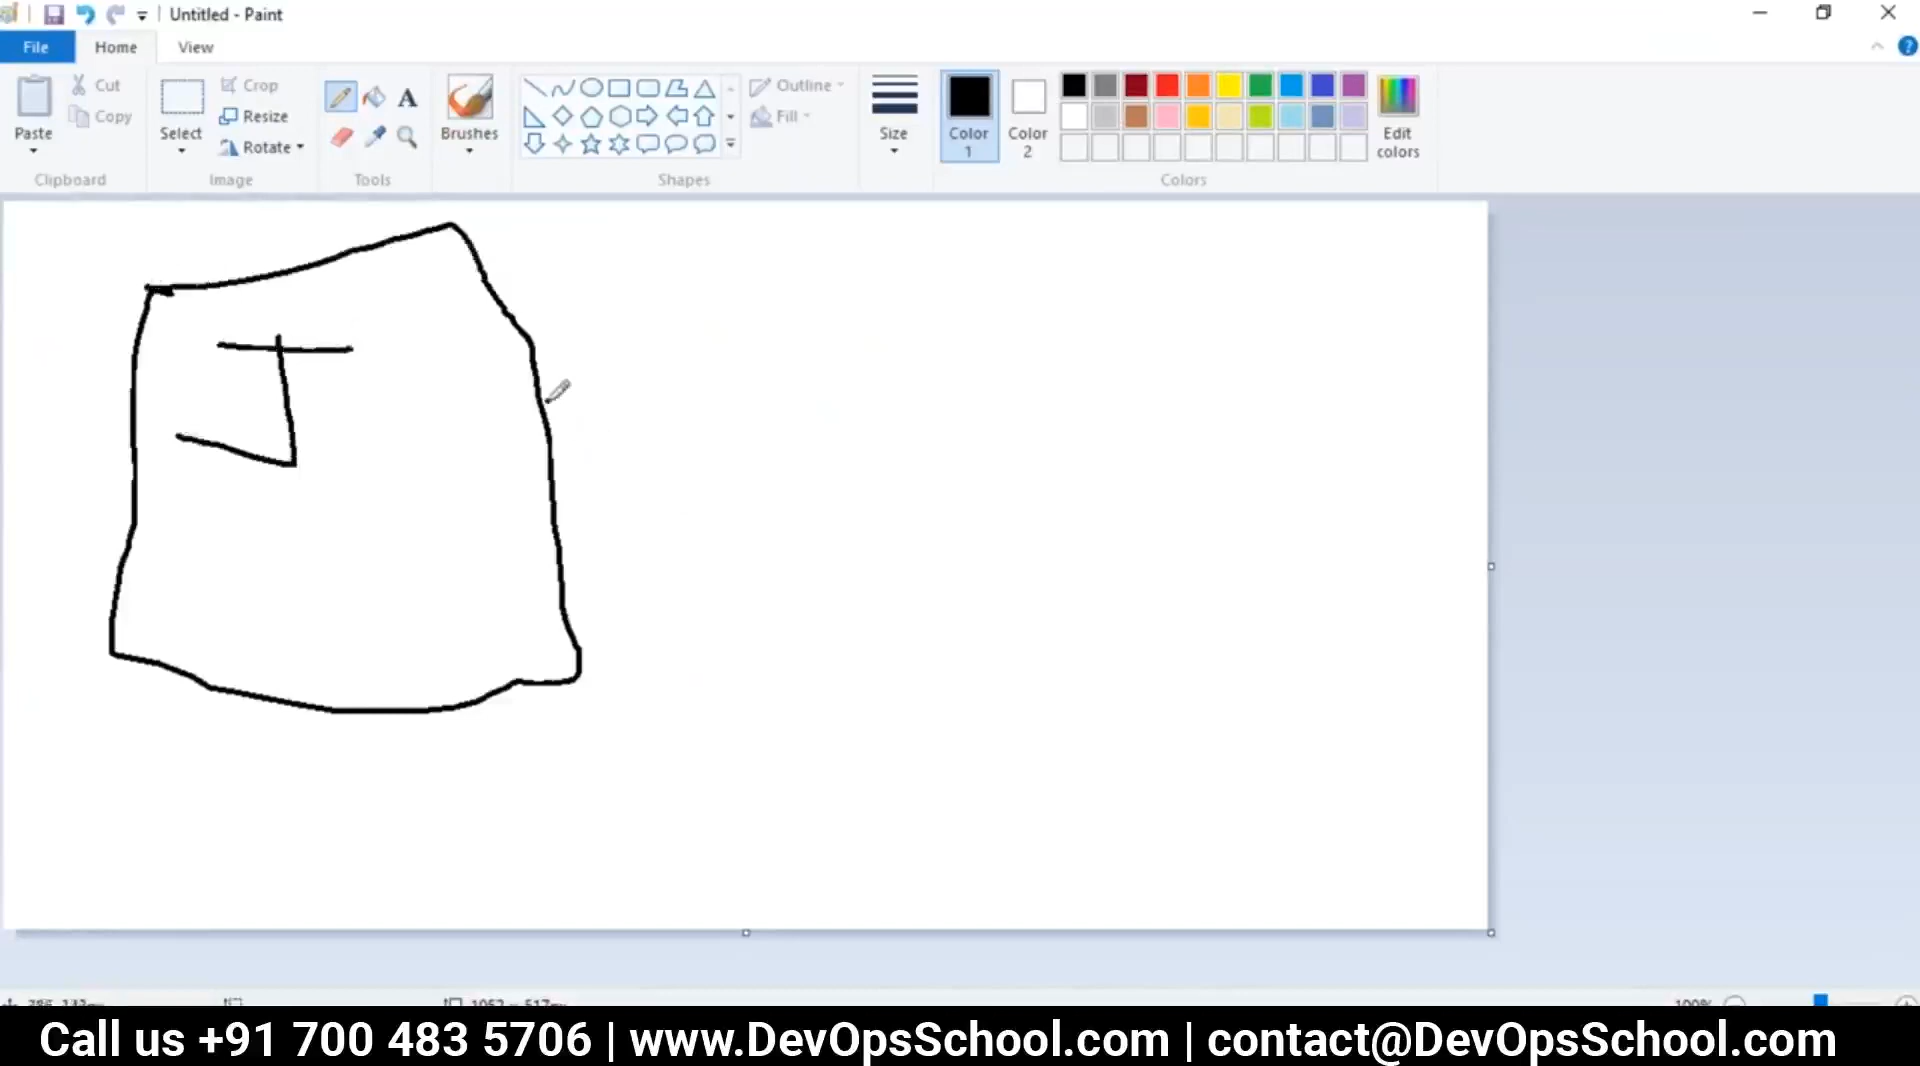 Untitled - Paint
File Home View
Cut
Copy
Paste
Clipboard
Crop
Resize
Rotate
Select
Image
A
Tools
Brushes
Shapes
Outline
Fill
Size
Color 1
Color 2
Edit colors
Colors
J
100%
Call us +91 700 483 5706 | www.DevOpsSchool.com | contact@DevOpsSchool.com